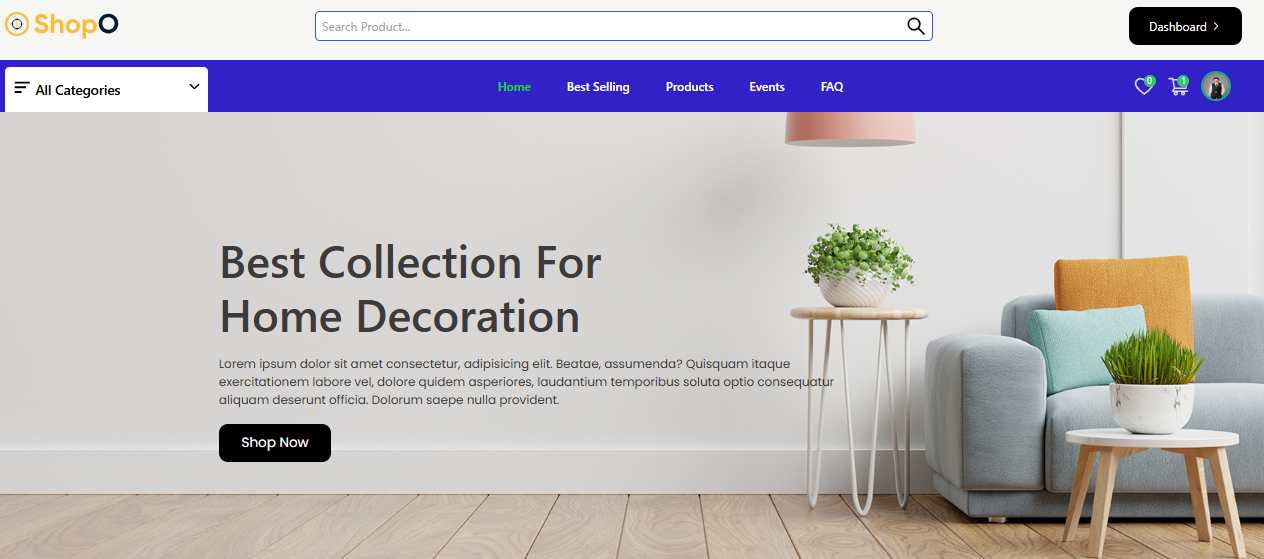 ShopO
Search Product...
Dashboard
All Categories
Home
Best Selling
Products
Events
FAQ
0
1
Best Collection For
Home Decoration
Lorem ipsum dolor sit amet consectetur, adipisicing elit. Beatae, assumenda? Quisquam itaque
exercitationem labore vel, dolore quidem asperiores, laudantium temporibus soluta optio consequatur
aliquam deserunt officia. Dolorum saepe nulla provident.
Shop Now